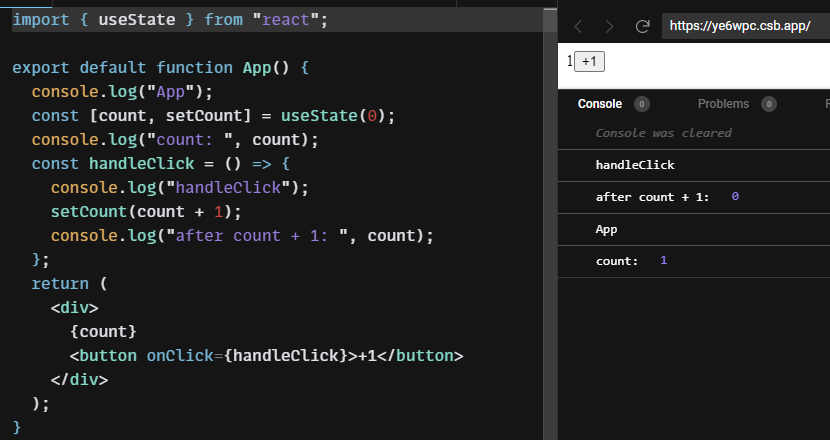 import { useState } from "react";
export default function App() {
  console.log("App");
  const [count, setCount] = useState(0);
  console.log("count: ", count);
  const handleClick = () => {
    console.log("handleClick");
    setCount(count + 1);
    console.log("after count + 1: ", count);
  };
  return (
    <div>
      {count}
      <button onClick={handleClick}>+1</button>
    </div>
  );
}
https://ye6wpc.csb.app/
1 +1
Console 0 Problems 0
Console was cleared
handleClick
after count + 1: 0
App
count: 1